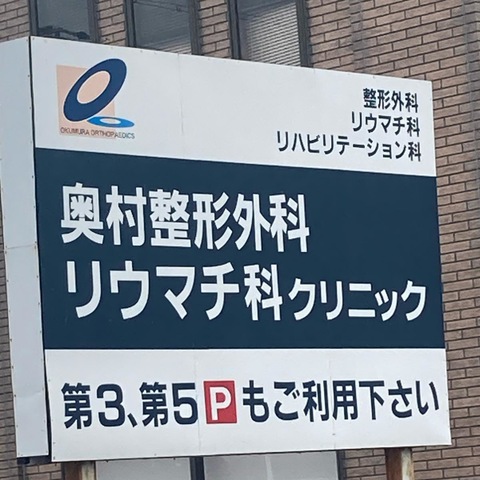 OKUMURA ORTHOPAEDICS
整形外科
リウマチ科
リハビリテーション科
奥村整形外科
リウマチ科クリニック
第3、第5Pもご利用下さい